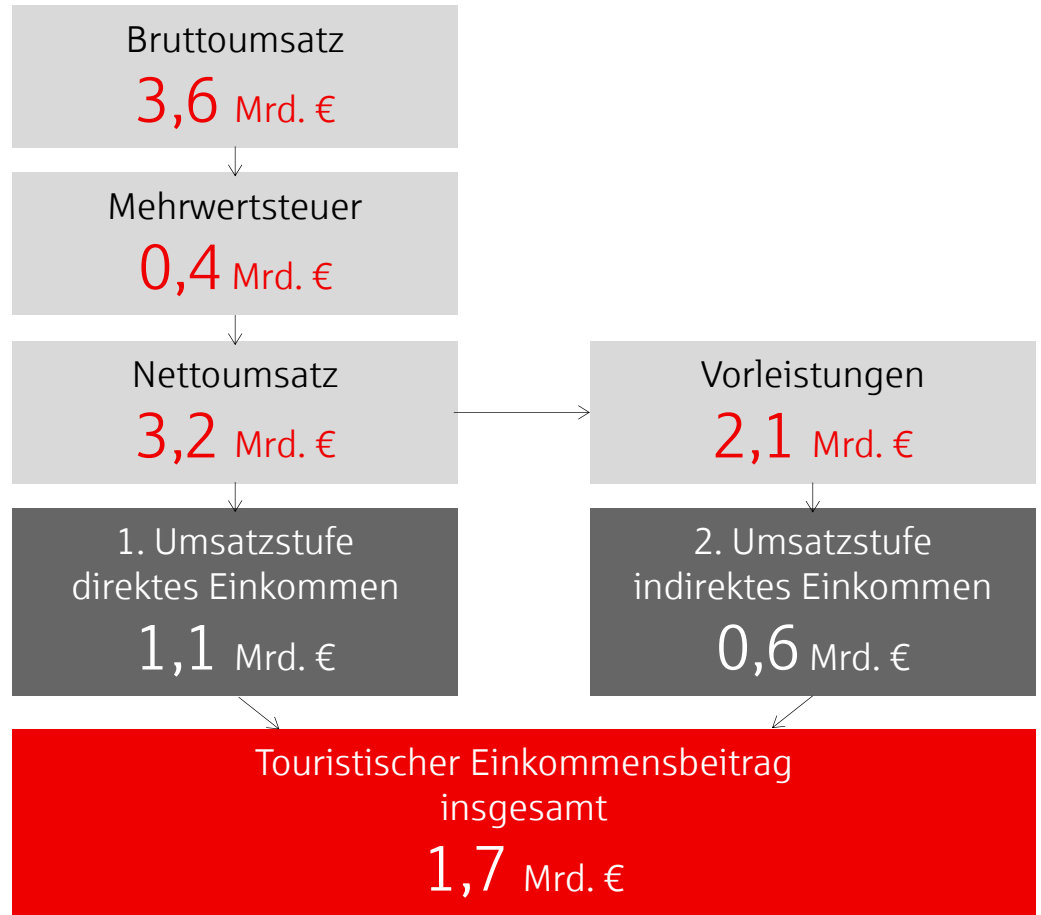 Bruttoumsatz
3,6 Mrd. €
Mehrwertsteuer
0,4 Mrd. €
Nettoumsatz
3,2 Mrd. €
Vorleistungen
2,1 Mrd. €
1. Umsatzstufe
direktes Einkommen
1,1 Mrd. €
2. Umsatzstufe
indirektes Einkommen
0,6 Mrd. €
Touristischer Einkommensbeitrag
insgesamt
1,7 Mrd. €